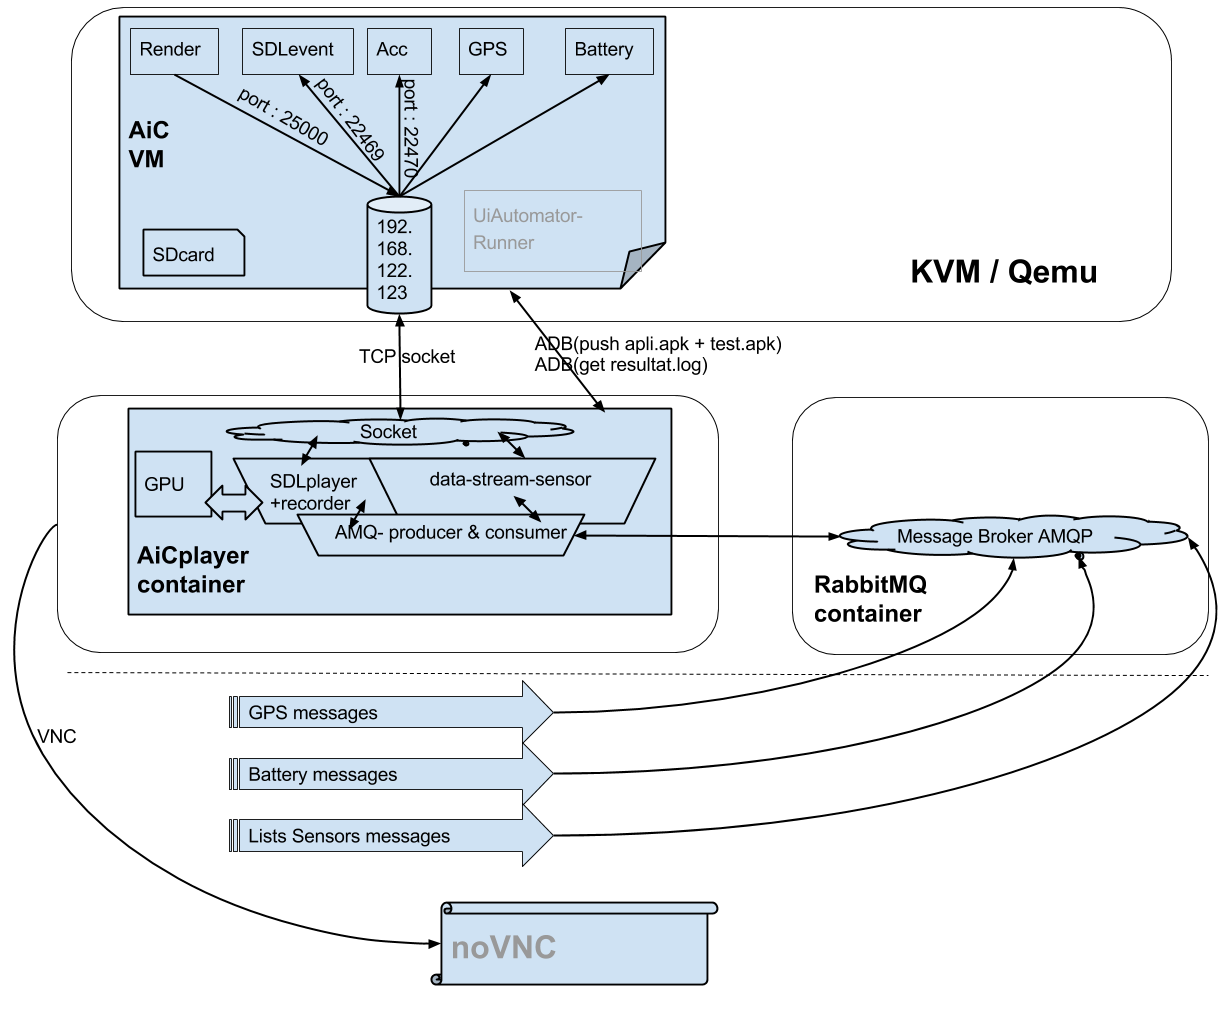 Render
SDLevent
Acc
GPS
Battery
port : 25000
port : 22469
port : 22470
AiC
VM
192.
168.
122.
123
UiAutomator-
Runner
SDcard
KVM / Qemu
TCP socket
ADB(push apli.apk + test.apk)
ADB(get resultat.log)
Socket
GPU
SDLplayer
+recorder
data-stream-sensor
AMQ- producer & consumer
AiCplayer
container
Message Broker AMQP
RabbitMQ
container
GPS messages
VNC
Battery messages
Lists Sensors messages
noVNC